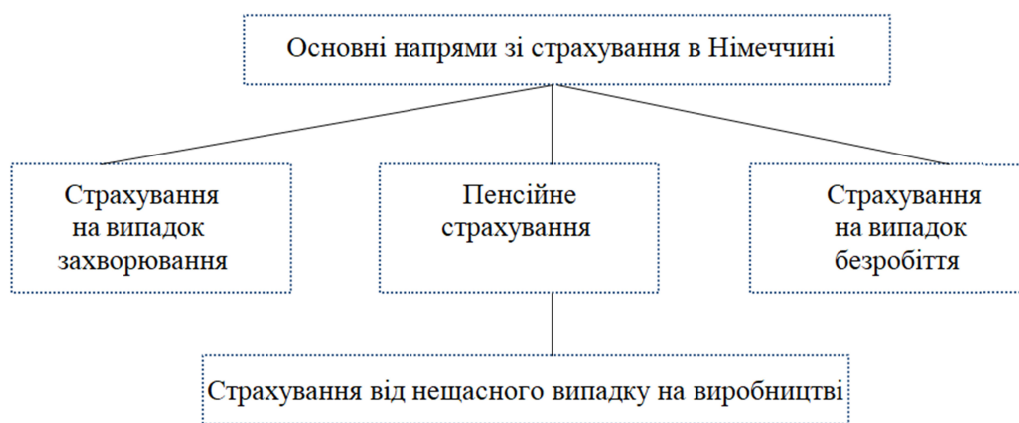 Основні напрями зі страхування в Німеччині
Страхування
на випадок
захворювання
Пенсійне
страхування
Страхування
на випадок
безробіття
Страхування від нещасного випадку на виробництві